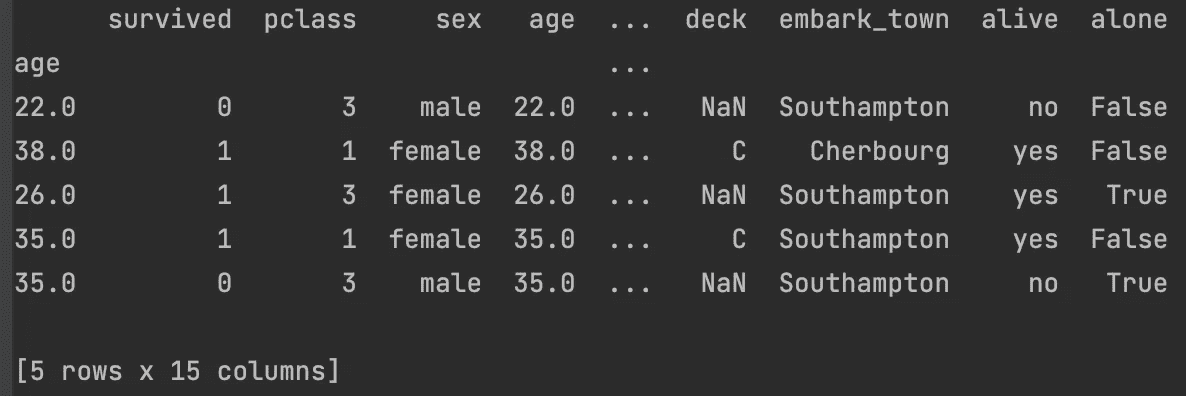 survived pclass sex age ... deck embark_town alive alone
age ...
22.0 0 3 male 22.0 ... NaN Southampton no False
38.0 1 1 female 38.0 ... C Cherbourg yes False
26.0 1 3 female 26.0 ... NaN Southampton yes True
35.0 1 1 female 35.0 ... C Southampton yes False
35.0 0 3 male 35.0 ... NaN Southampton no True
[5 rows x 15 columns]